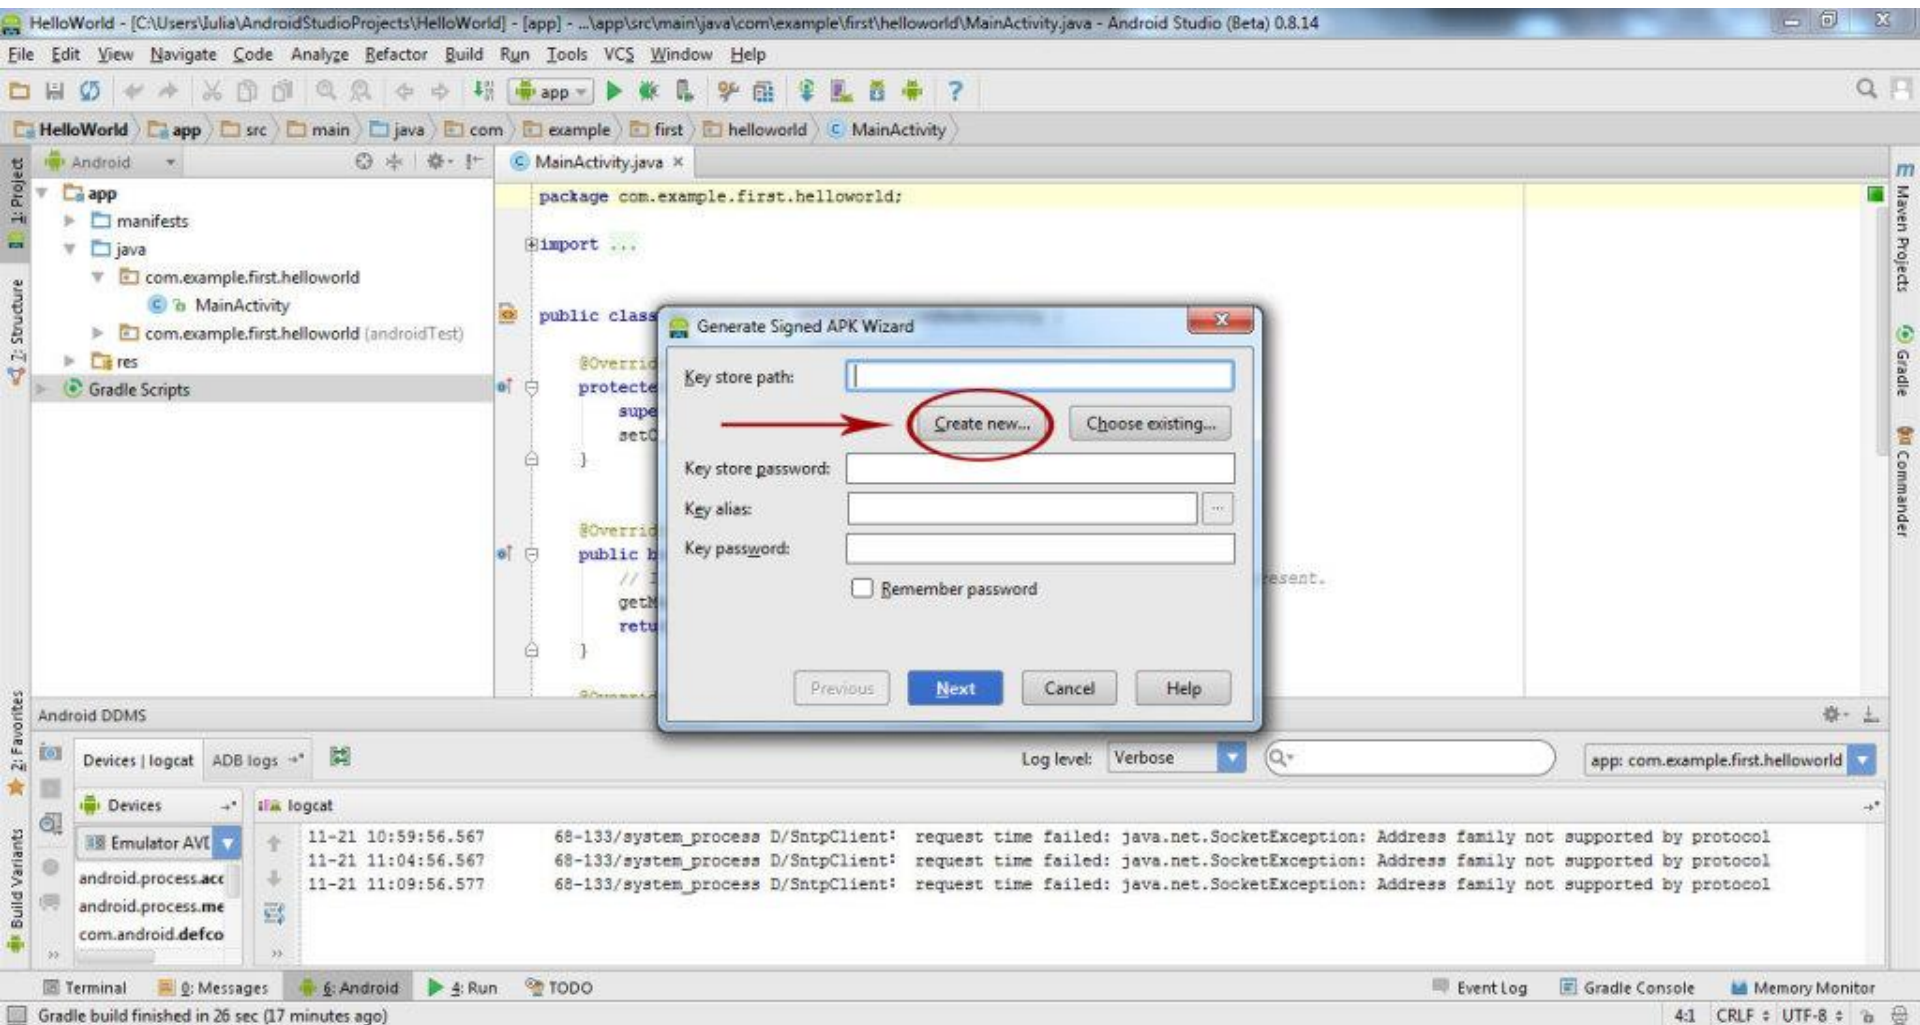 HelloWorld - [C:\Users\Iulia\AndroidStudioProjects\HelloWorld] - [app] - ...\app\src\main\java\com\example\first\helloworld\MainActivity.java - Android Studio (Beta) 0.8.14
File Edit View Navigate Code Analyze Refactor Build Run Tools VCS Window Help
app
HelloWorld app src main java com example first helloworld MainActivity
Android
MainActivity.java
1: Project
7: Structure
2: Favorites
Build Variants
app
manifests
java
com.example.first.helloworld
MainActivity
com.example.first.helloworld (androidTest)
res
Gradle Scripts
package com.example.first.helloworld;
import ...
public class
@Overrid
protecte
supe
setC
}
@Overrid
public b
// I
esent.
getM
retu
}
Generate Signed APK Wizard
Key store path:
Create new... Choose existing...
Key store password:
Key alias: ...
Key password:
Remember password
Previous Next Cancel Help
m Maven Projects
Gradle
Commander
Android DDMS
Devices | logcat ADB logs Log level: Verbose app: com.example.first.helloworld
Devices logcat
Emulator AVD
android.process.acc
android.process.me
com.android.defco
11-21 10:59:56.567 68-133/system_process D/SntpClient: request time failed: java.net.SocketException: Address family not supported by protocol
11-21 11:04:56.567 68-133/system_process D/SntpClient: request time failed: java.net.SocketException: Address family not supported by protocol
11-21 11:09:56.577 68-133/system_process D/SntpClient: request time failed: java.net.SocketException: Address family not supported by protocol
Terminal 0: Messages 6: Android 4: Run TODO Event Log Gradle Console Memory Monitor
Gradle build finished in 26 sec (17 minutes ago) 4:1 CRLF UTF-8